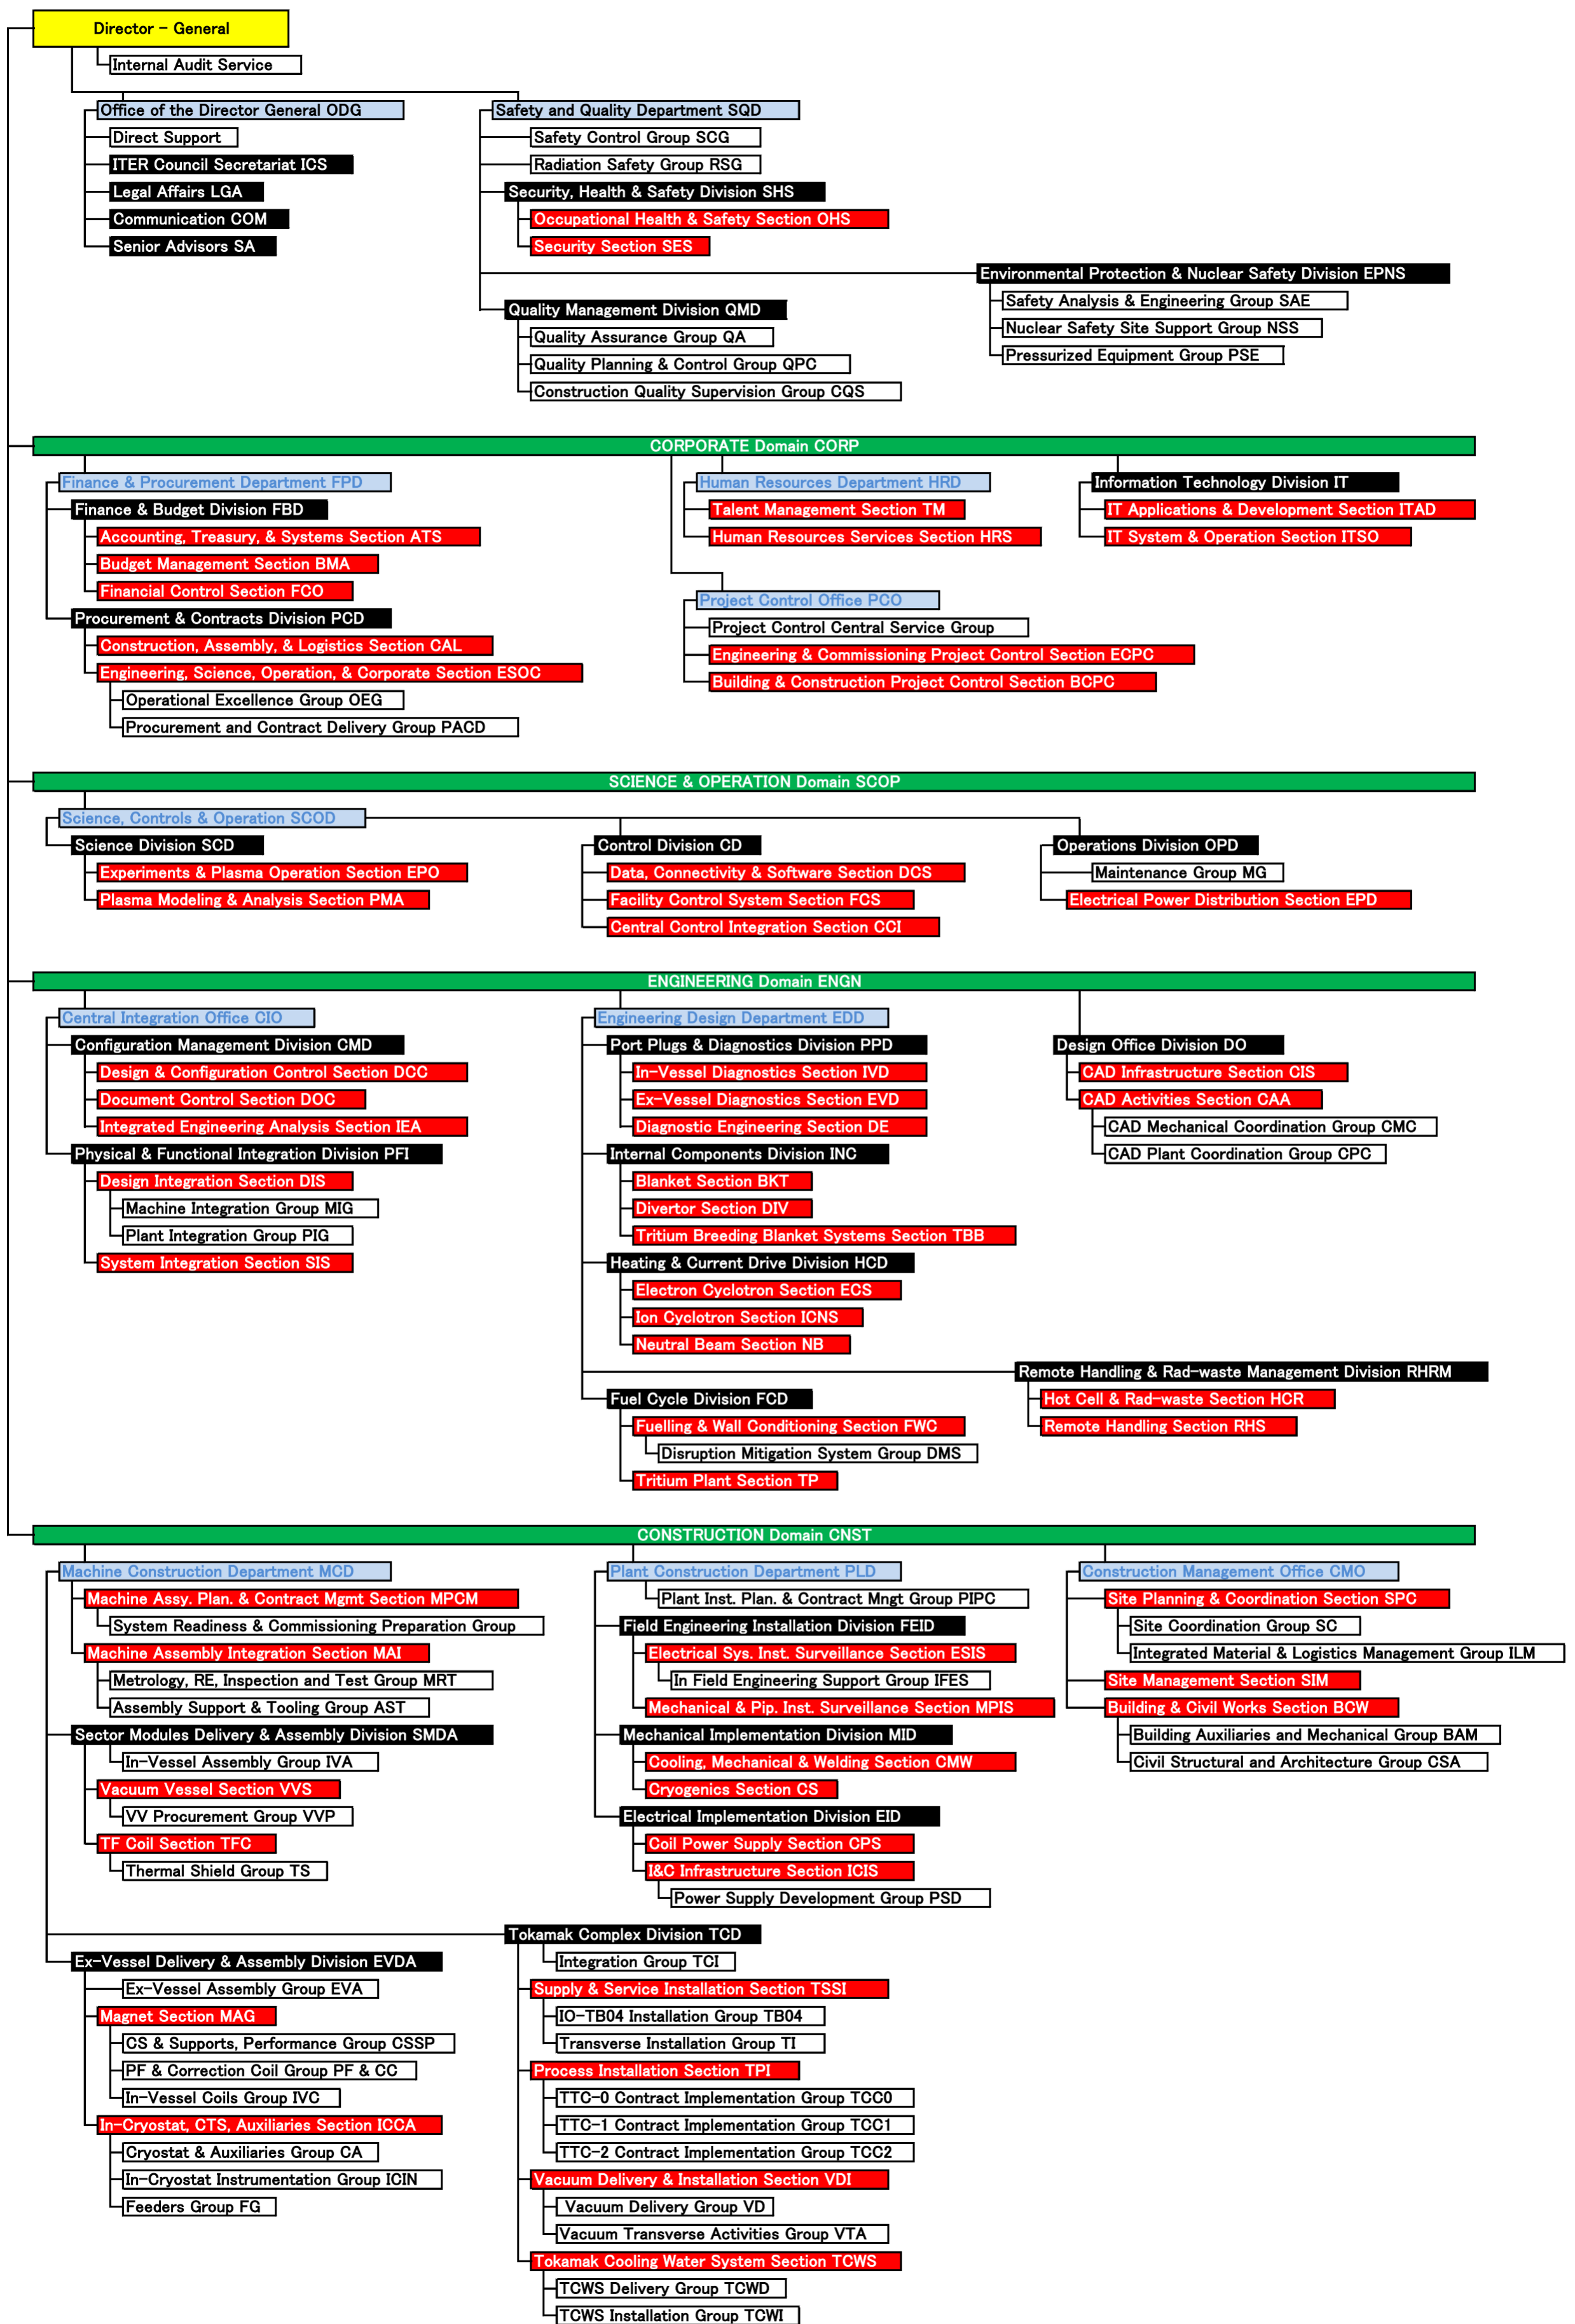 Director – General
Internal Audit Service
Office of the Director General ODG
Direct Support
ITER Council Secretariat ICS
Legal Affairs LGA
Communication COM
Senior Advisors SA
Safety and Quality Department SQD
Safety Control Group SCG
Radiation Safety Group RSG
Security, Health & Safety Division SHS
Occupational Health & Safety Section OHS
Security Section SES
Environmental Protection & Nuclear Safety Division EPNS
Safety Analysis & Engineering Group SAE
Nuclear Safety Site Support Group NSS
Pressurized Equipment Group PSE
Quality Management Division QMD
Quality Assurance Group QA
Quality Planning & Control Group QPC
Construction Quality Supervision Group CQS
CORPORATE Domain CORP
Finance & Procurement Department FPD
Finance & Budget Division FBD
Accounting, Treasury, & Systems Section ATS
Budget Management Section BMA
Financial Control Section FCO
Procurement & Contracts Division PCD
Construction, Assembly, & Logistics Section CAL
Engineering, Science, Operation, & Corporate Section ESOC
Operational Excellence Group OEG
Procurement and Contract Delivery Group PACD
Human Resources Department HRD
Talent Management Section TM
Human Resources Services Section HRS
Project Control Office PCO
Project Control Central Service Group
Engineering & Commissioning Project Control Section ECPC
Building & Construction Project Control Section BCPC
Information Technology Division IT
IT Applications & Development Section ITAD
IT System & Operation Section ITSO
SCIENCE & OPERATION Domain SCOP
Science, Controls & Operation SCOD
Science Division SCD
Experiments & Plasma Operation Section EPO
Plasma Modeling & Analysis Section PMA
Control Division CD
Data, Connectivity & Software Section DCS
Facility Control System Section FCS
Central Control Integration Section CCI
Operations Division OPD
Maintenance Group MG
Electrical Power Distribution Section EPD
ENGINEERING Domain ENGN
Central Integration Office CIO
Configuration Management Division CMD
Design & Configuration Control Section DCC
Document Control Section DOC
Integrated Engineering Analysis Section IEA
Physical & Functional Integration Division PFI
Design Integration Section DIS
Machine Integration Group MIG
Plant Integration Group PIG
System Integration Section SIS
Engineering Design Department EDD
Port Plugs & Diagnostics Division PPD
In-Vessel Diagnostics Section IVD
Ex-Vessel Diagnostics Section EVD
Diagnostic Engineering Section DE
Internal Components Division INC
Blanket Section BKT
Divertor Section DIV
Tritium Breeding Blanket Systems Section TBB
Heating & Current Drive Division HCD
Electron Cyclotron Section ECS
Ion Cyclotron Section ICNS
Neutral Beam Section NB
Remote Handling & Rad-waste Management Division RHRM
Hot Cell & Rad-waste Section HCR
Remote Handling Section RHS
Fuel Cycle Division FCD
Fuelling & Wall Conditioning Section FWC
Disruption Mitigation System Group DMS
Tritium Plant Section TP
Design Office Division DO
CAD Infrastructure Section CIS
CAD Activities Section CAA
CAD Mechanical Coordination Group CMC
CAD Plant Coordination Group CPC
CONSTRUCTION Domain CNST
Machine Construction Department MCD
Machine Assy. Plan. & Contract Mgmt Section MPCM
System Readiness & Commissioning Preparation Group
Machine Assembly Integration Section MAI
Metrology, RE, Inspection and Test Group MRT
Assembly Support & Tooling Group AST
Sector Modules Delivery & Assembly Division SMDA
In-Vessel Assembly Group IVA
Vacuum Vessel Section VVS
VV Procurement Group VVP
TF Coil Section TFC
Thermal Shield Group TS
Plant Construction Department PLD
Plant Inst. Plan. & Contract Mngt Group PIPC
Field Engineering Installation Division FEID
Electrical Sys. Inst. Surveillance Section ESIS
In Field Engineering Support Group IFES
Mechanical & Pip. Inst. Surveillance Section MPIS
Mechanical Implementation Division MID
Cooling, Mechanical & Welding Section CMW
Cryogenics Section CS
Electrical Implementation Division EID
Coil Power Supply Section CPS
I&C Infrastructure Section ICIS
Power Supply Development Group PSD
Construction Management Office CMO
Site Planning & Coordination Section SPC
Site Coordination Group SC
Integrated Material & Logistics Management Group ILM
Site Management Section SIM
Building & Civil Works Section BCW
Building Auxiliaries and Mechanical Group BAM
Civil Structural and Architecture Group CSA
Ex-Vessel Delivery & Assembly Division EVDA
Ex-Vessel Assembly Group EVA
Magnet Section MAG
CS & Supports, Performance Group CSSP
PF & Correction Coil Group PF & CC
In-Vessel Coils Group IVC
In-Cryostat, CTS, Auxiliaries Section ICCA
Cryostat & Auxiliaries Group CA
In-Cryostat Instrumentation Group ICIN
Feeders Group FG
Tokamak Complex Division TCD
Integration Group TCI
Supply & Service Installation Section TSSI
IO-TB04 Installation Group TB04
Transverse Installation Group TI
Process Installation Section TPI
TTC-0 Contract Implementation Group TCC0
TTC-1 Contract Implementation Group TCC1
TTC-2 Contract Implementation Group TCC2
Vacuum Delivery & Installation Section VDI
Vacuum Delivery Group VD
Vacuum Transverse Activities Group VTA
Tokamak Cooling Water System Section TCWS
TCWS Delivery Group TCWD
TCWS Installation Group TCWI